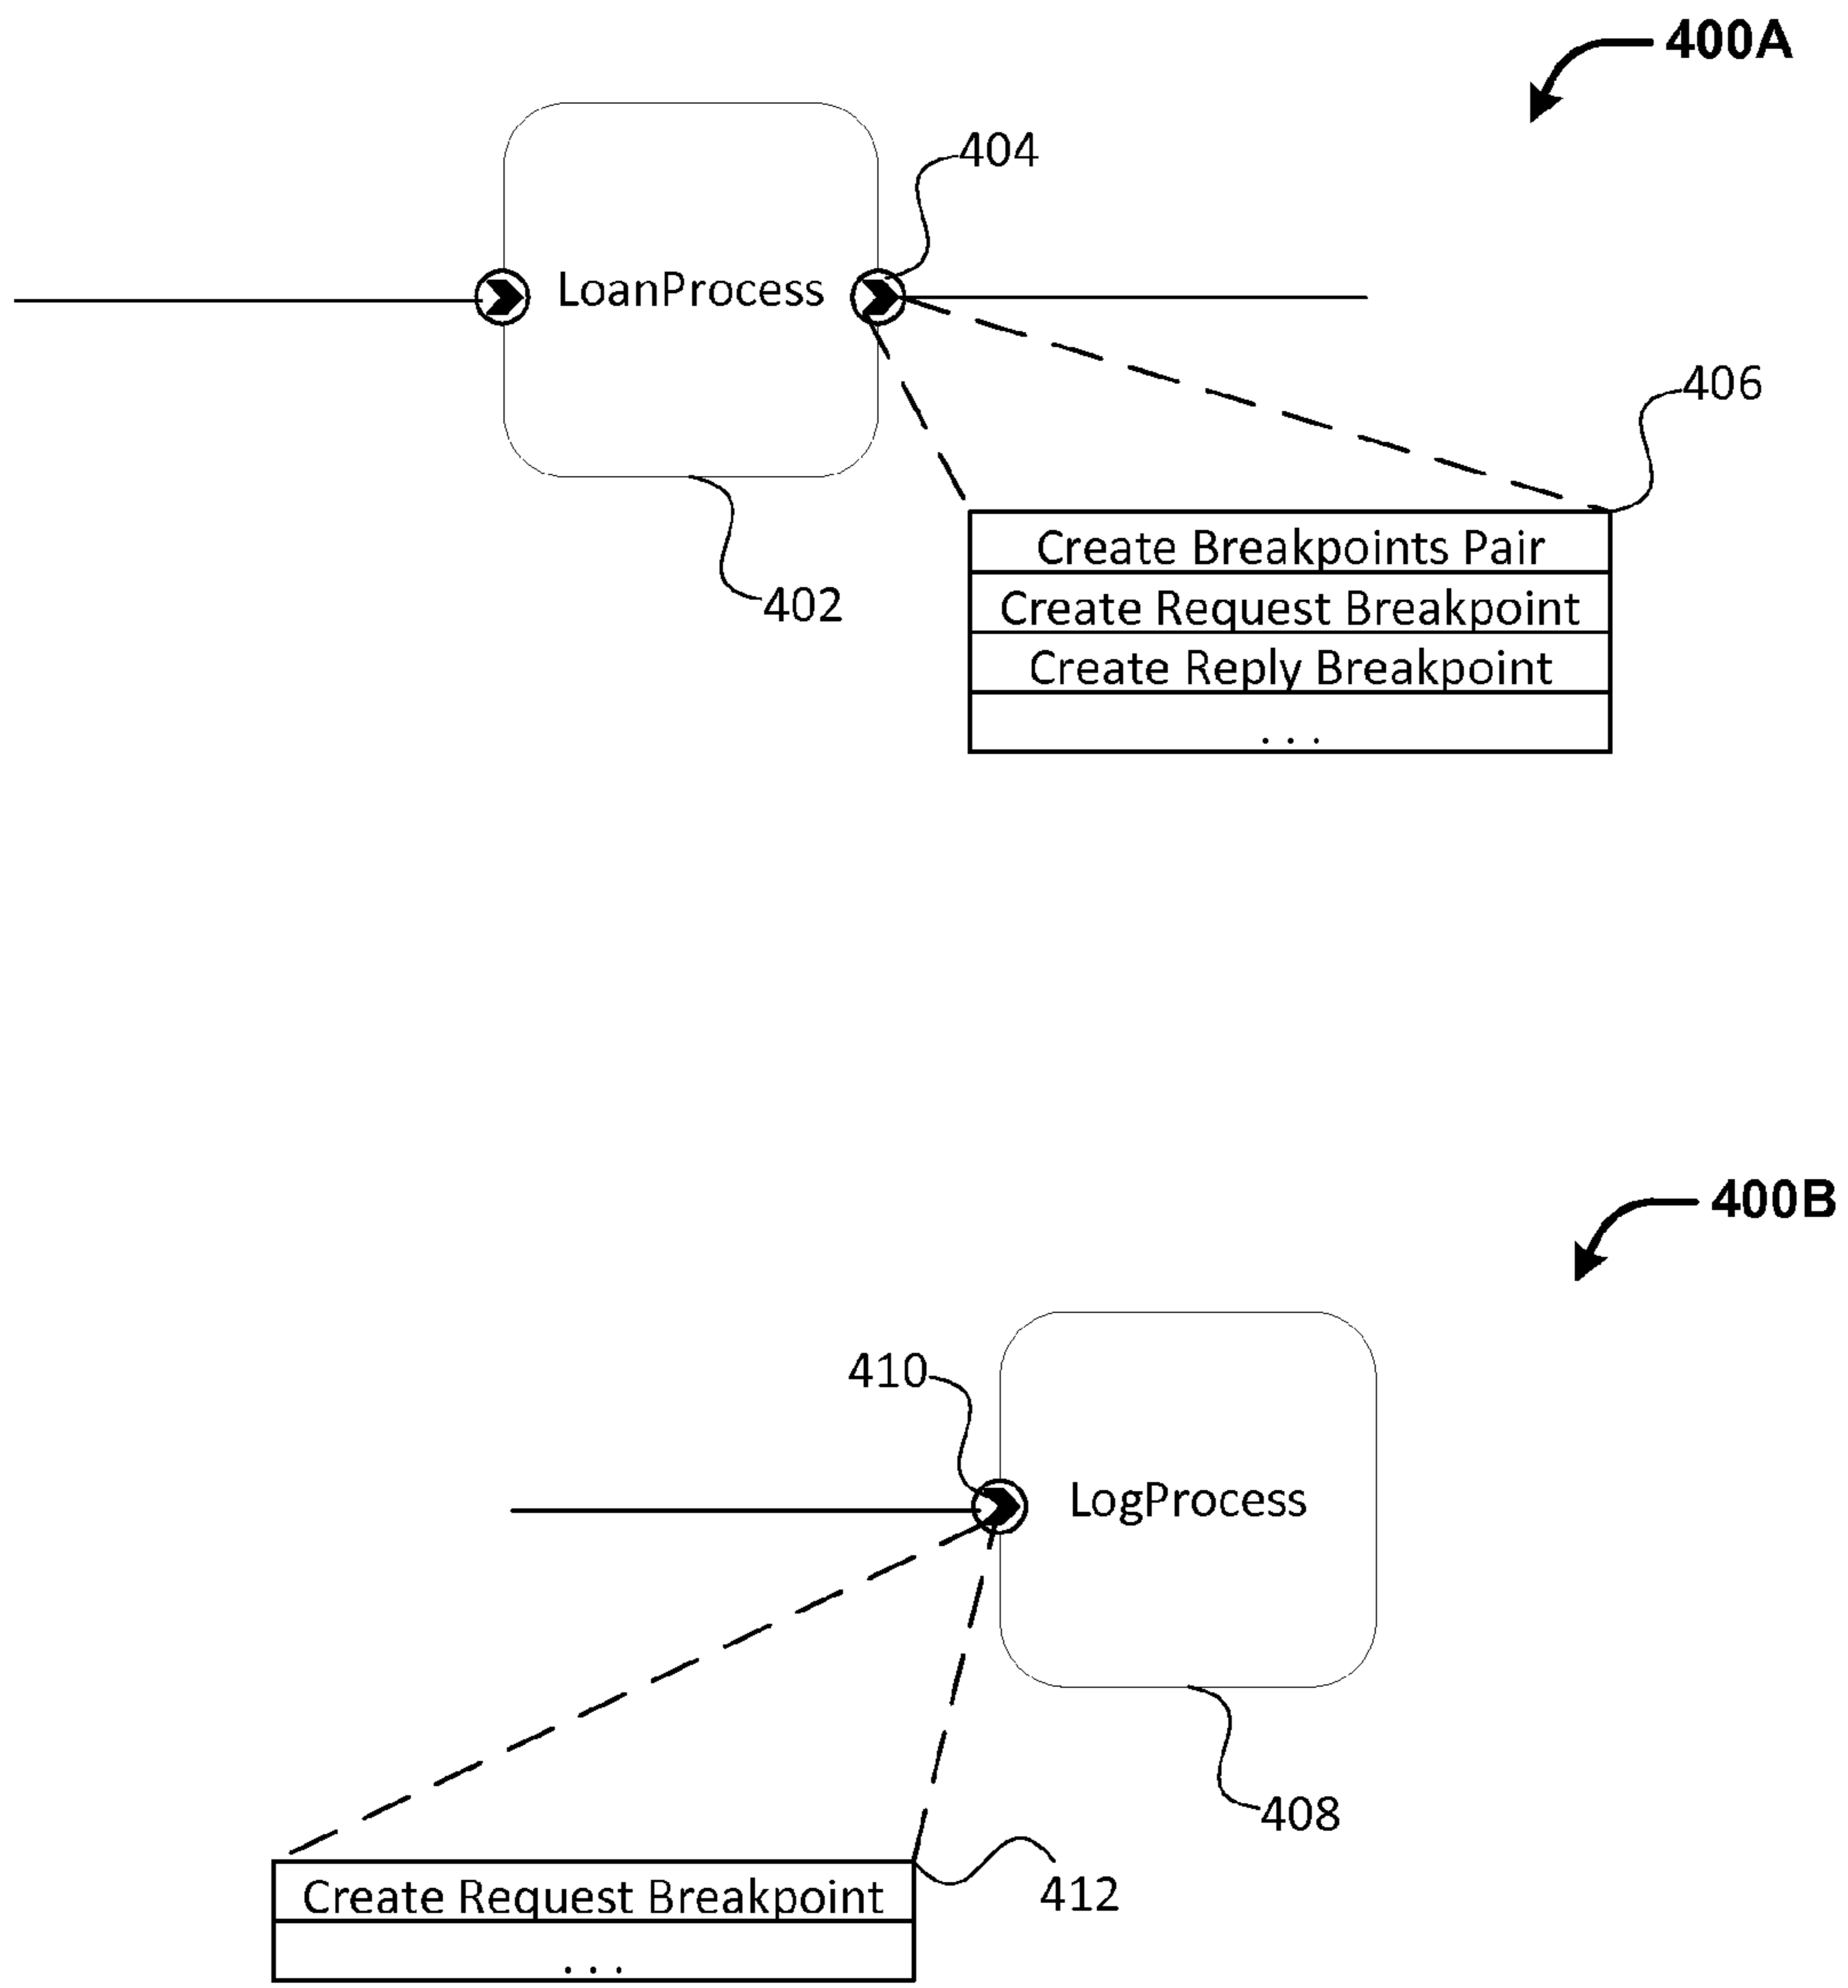 400A
404
LoanProcess
406
Create Breakpoints Pair
402
Create Request Breakpoint
Create Reply Breakpoint
. . .
400B
410
LogProcess
408
Create Request Breakpoint
412
. . .